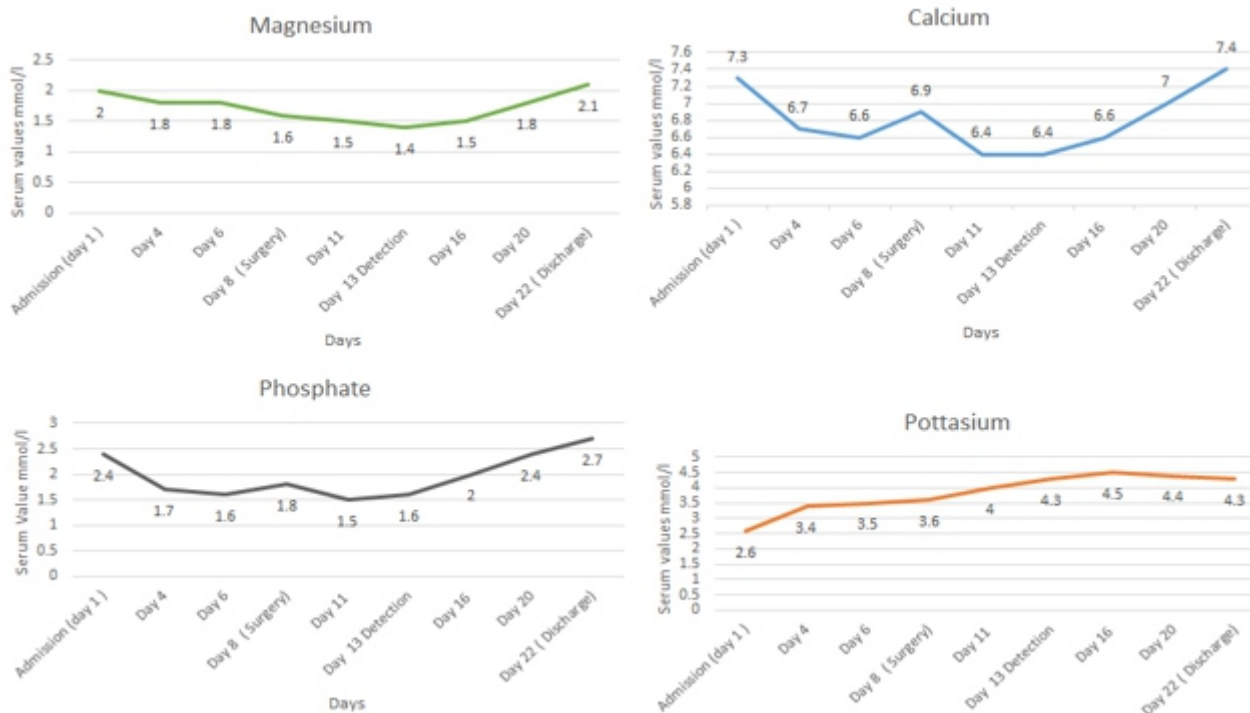 Magnesium
Serum values mmol/l
2.5
2
1.5
1
0.5
0
2
1.8
1.8
1.6
1.5
1.4
1.5
1.8
2.1
Admission (day 1 )
Day 4
Day 6
Day 8 ( Surgery)
Day 11
Day 13 Detection
Day 16
Day 20
Day 22 ( Discharge)
Days
Calcium
Serum values mmol/l
7.6
7.4
7.2
7
6.8
6.6
6.4
6.2
6
5.8
7.3
6.7
6.6
6.9
6.4
6.4
6.6
7
7.4
Admission (day 1 )
Day 4
Day 6
Day 8 ( Surgery)
Day 11
Day 13 Detection
Day 16
Day 20
Day 22 ( Discharge)
Days
Phosphate
Serum Value mmol/l
3
2.5
2
1.5
1
0.5
0
2.4
1.7
1.6
1.8
1.5
1.6
2
2.4
2.7
Admission (day 1 )
Day 4
Day 6
Day 8 ( Surgery)
Day 11
Day 13 Detection
Day 16
Day 20
Day 22 ( Discharge)
Days
Pottasium
Serum values mmol/l
5
4.5
4
3.5
3
2.5
2
1.5
1
0.5
0
2.6
3.4
3.5
3.6
4
4.3
4.5
4.4
4.3
Admission (day 1 )
Day 4
Day 6
Day 8 ( Surgery)
Day 11
Day 13 Detection
Day 16
Day 20
Day 22 ( Discharge)